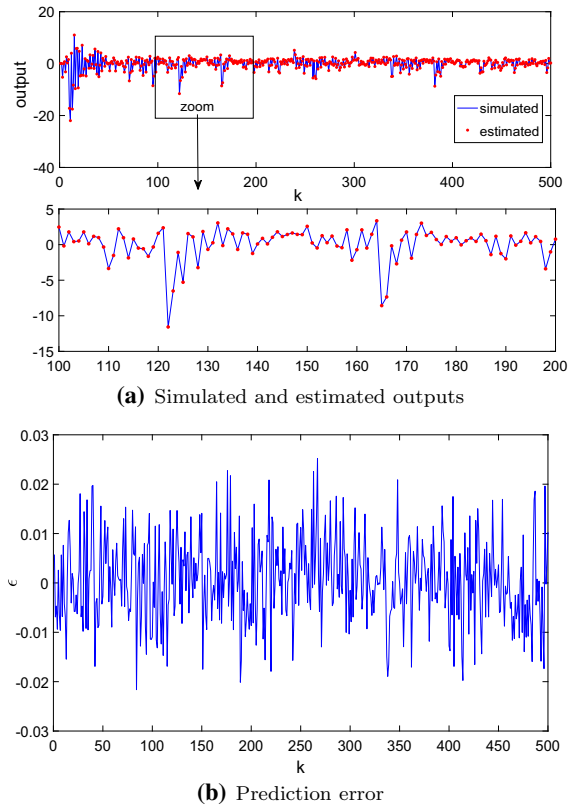 20
0
-20
-40
output
zoom
simulated
estimated
0 100 200 300 400 500
k
5
0
-5
-10
-15
100 110 120 130 140 150 160 170 180 190 200
(a) Simulated and estimated outputs
0.03
0.02
0.01
0
-0.01
-0.02
-0.03
ϵ
0 50 100 150 200 250 300 350 400 450 500
k
(b) Prediction error